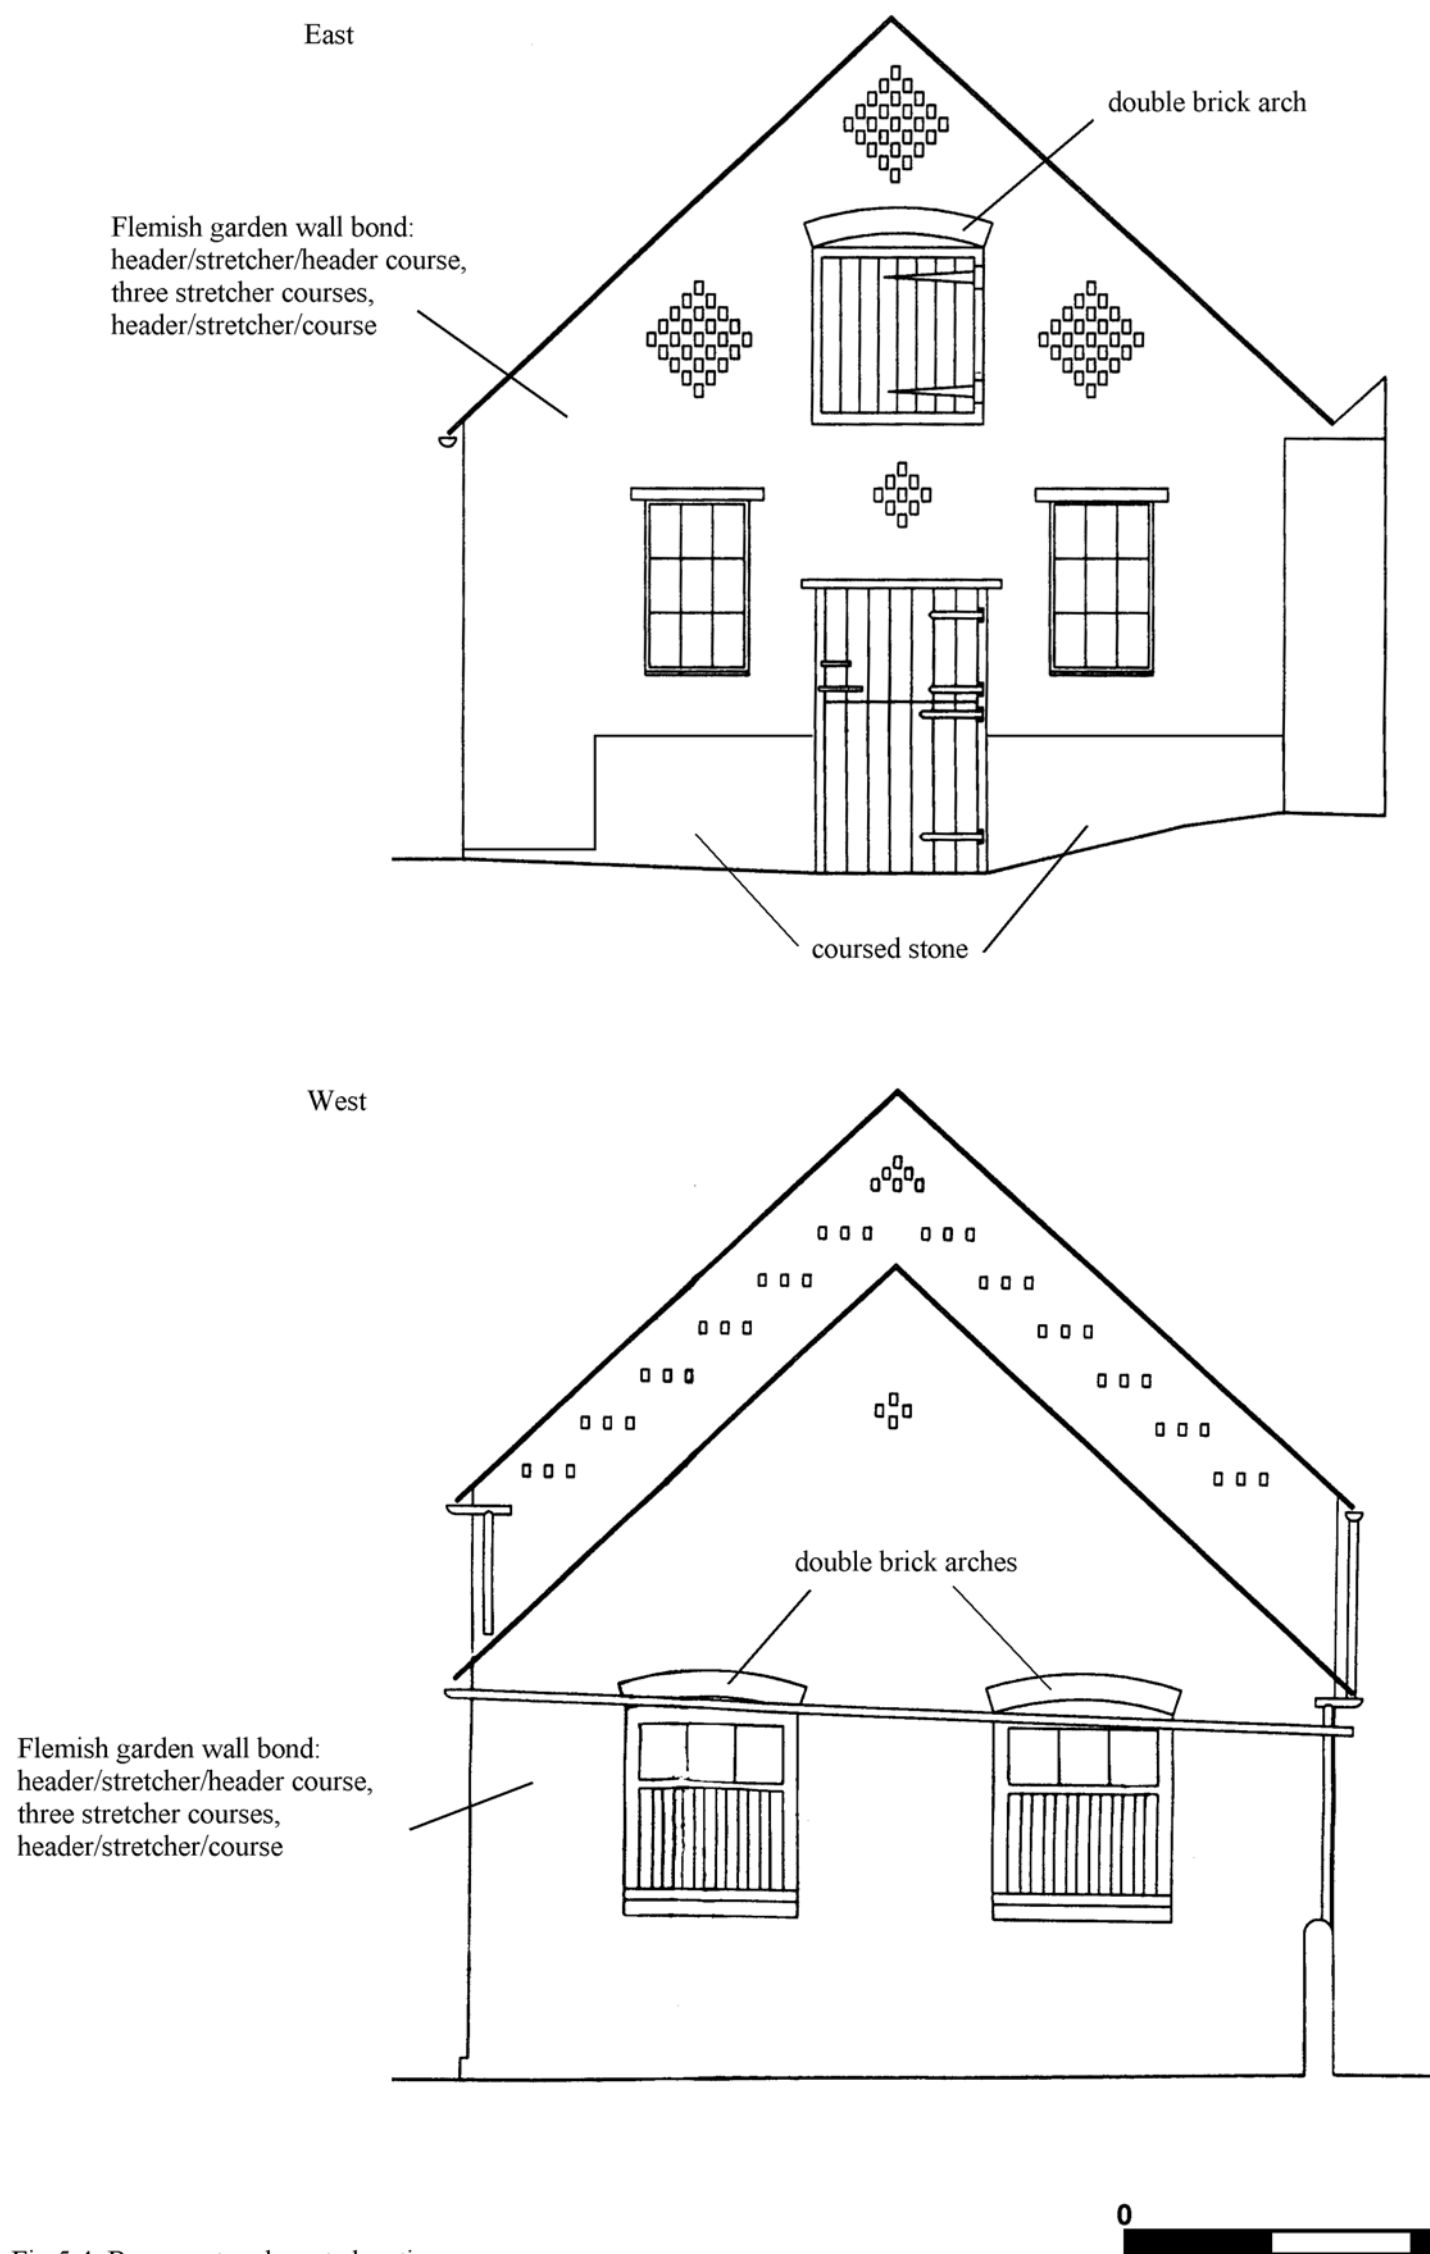 East
double brick arch
Flemish garden wall bond:
header/stretcher/header course,
three stretcher courses,
header/stretcher/course
coursed stone
West
double brick arches
Flemish garden wall bond:
header/stretcher/header course,
three stretcher courses,
header/stretcher/course
0